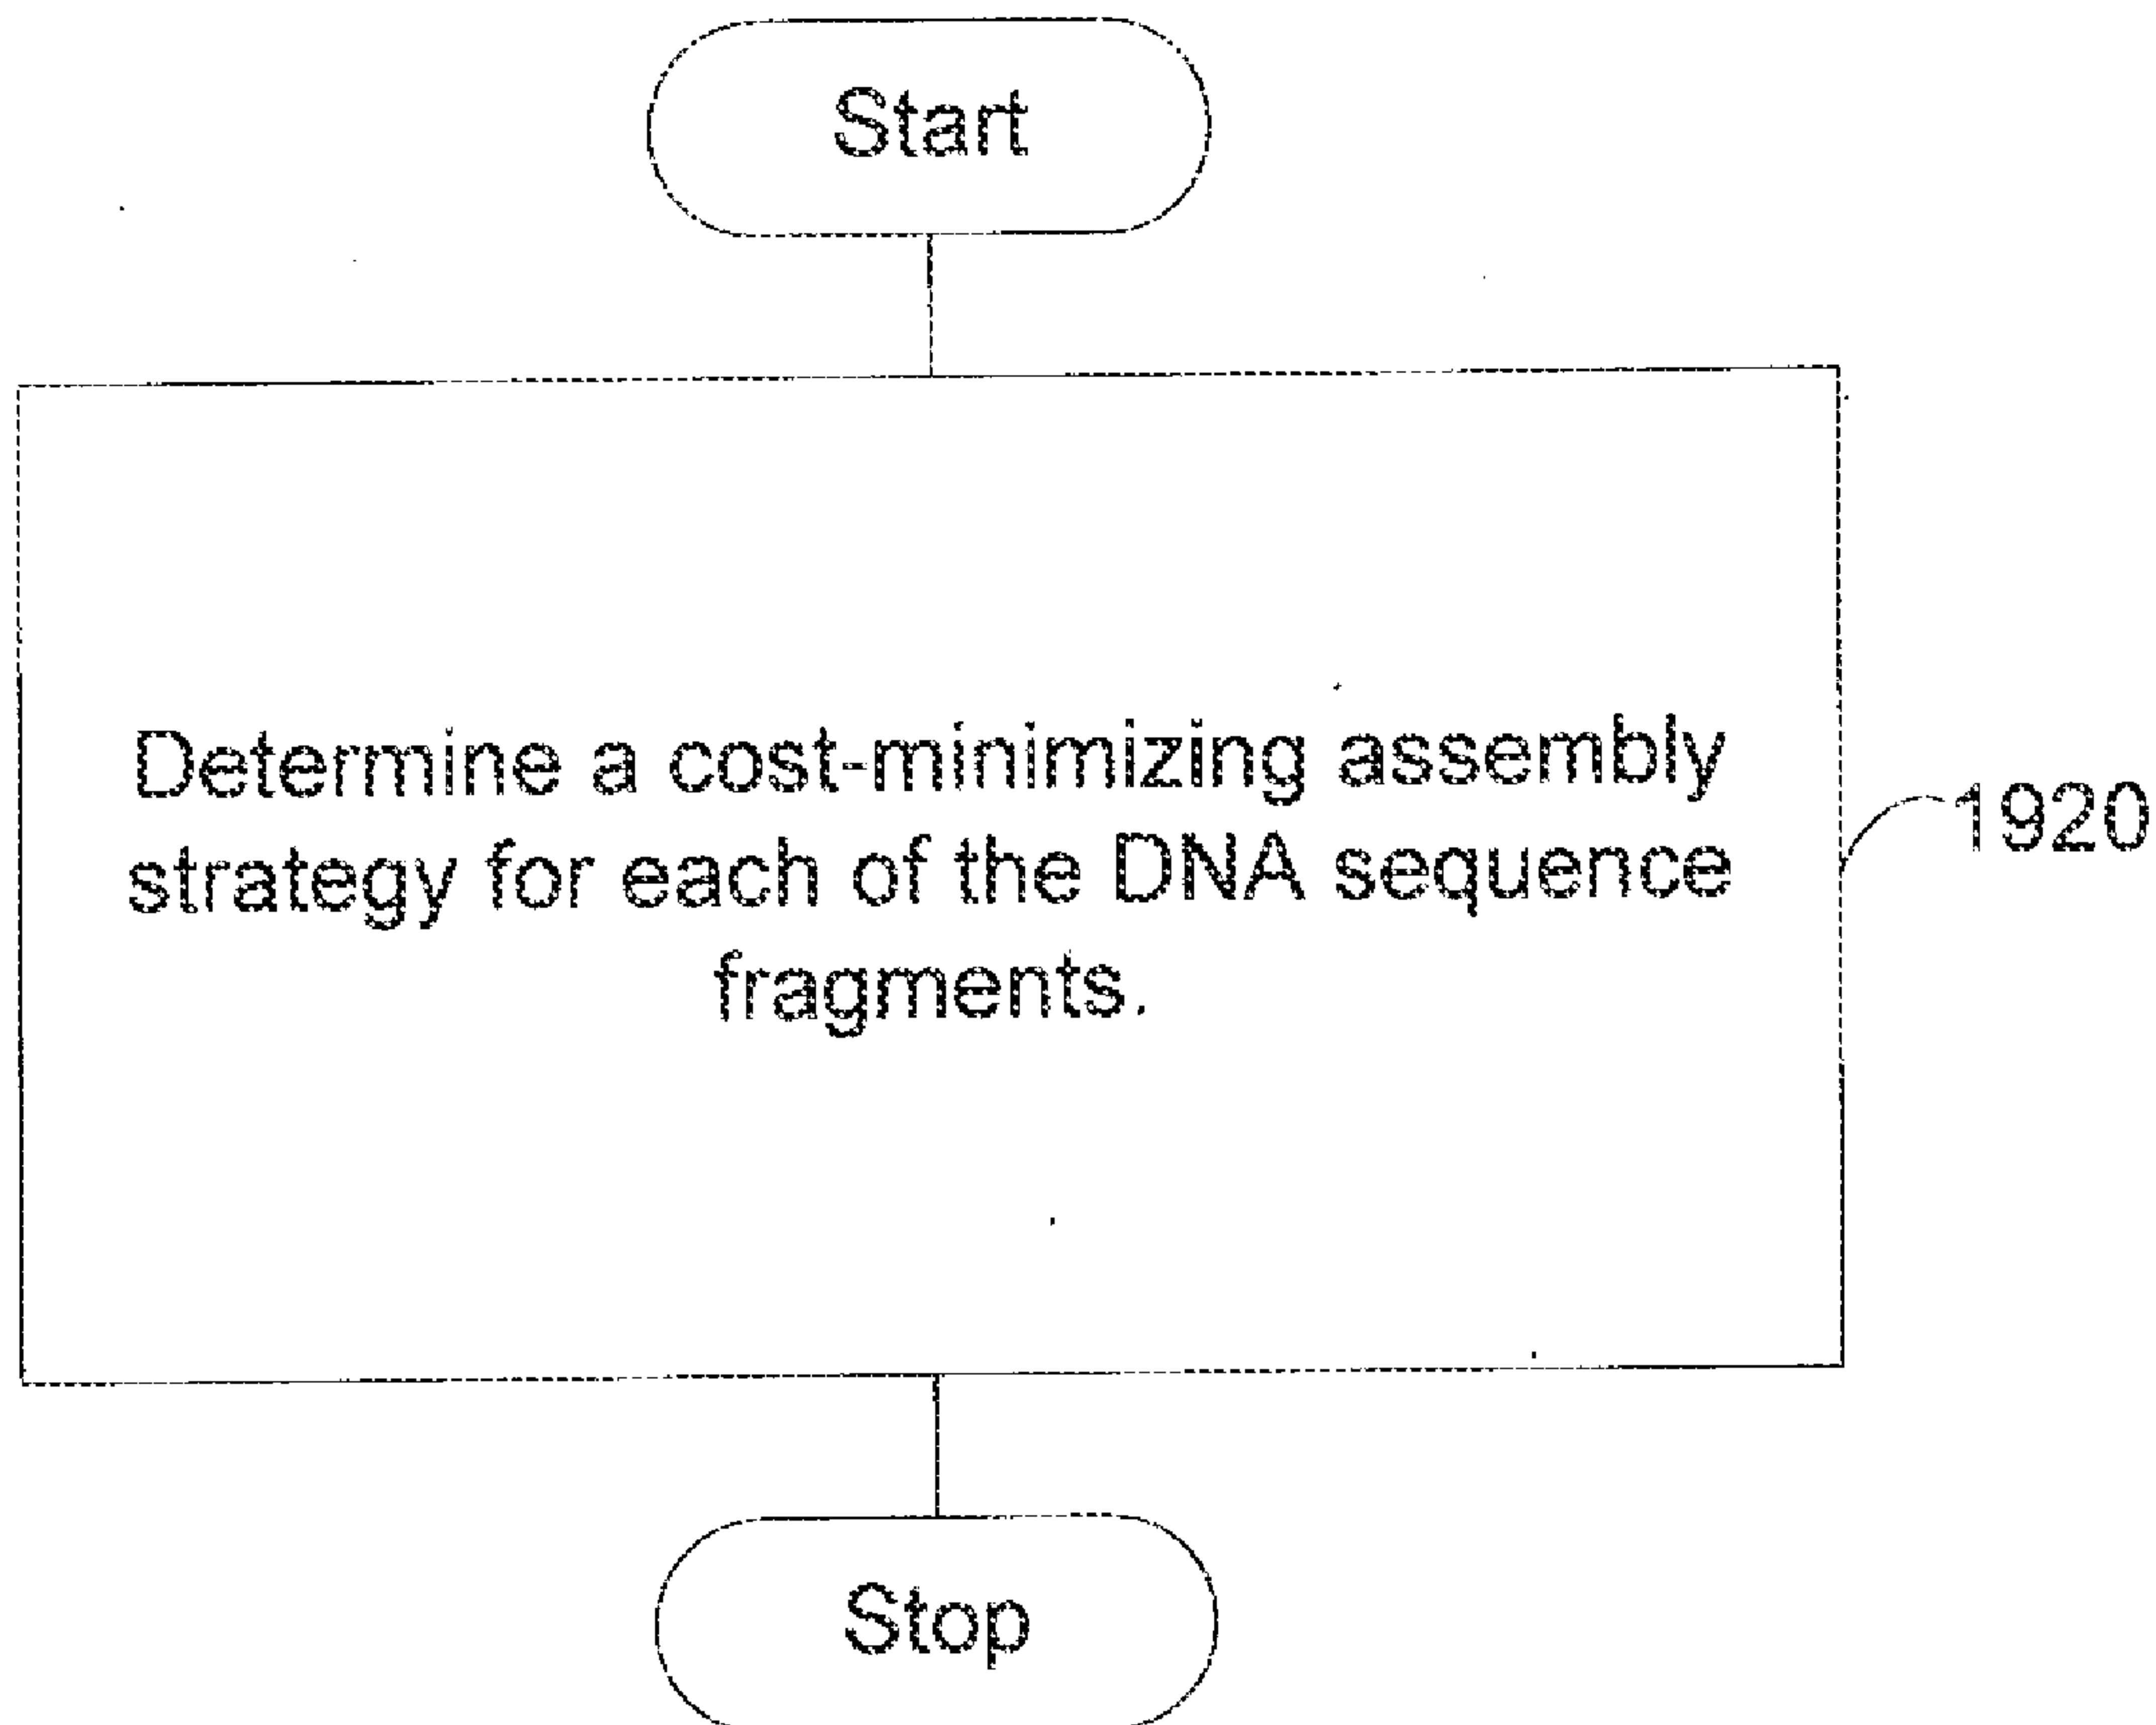 Start
Determine a cost-minimizing assembly
strategy for each of the DNA sequence
fragments.
1920
Stop